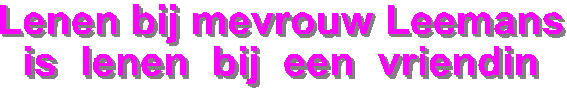 Lenen bij mevrouw Leemans
is lenen bij een vriendin